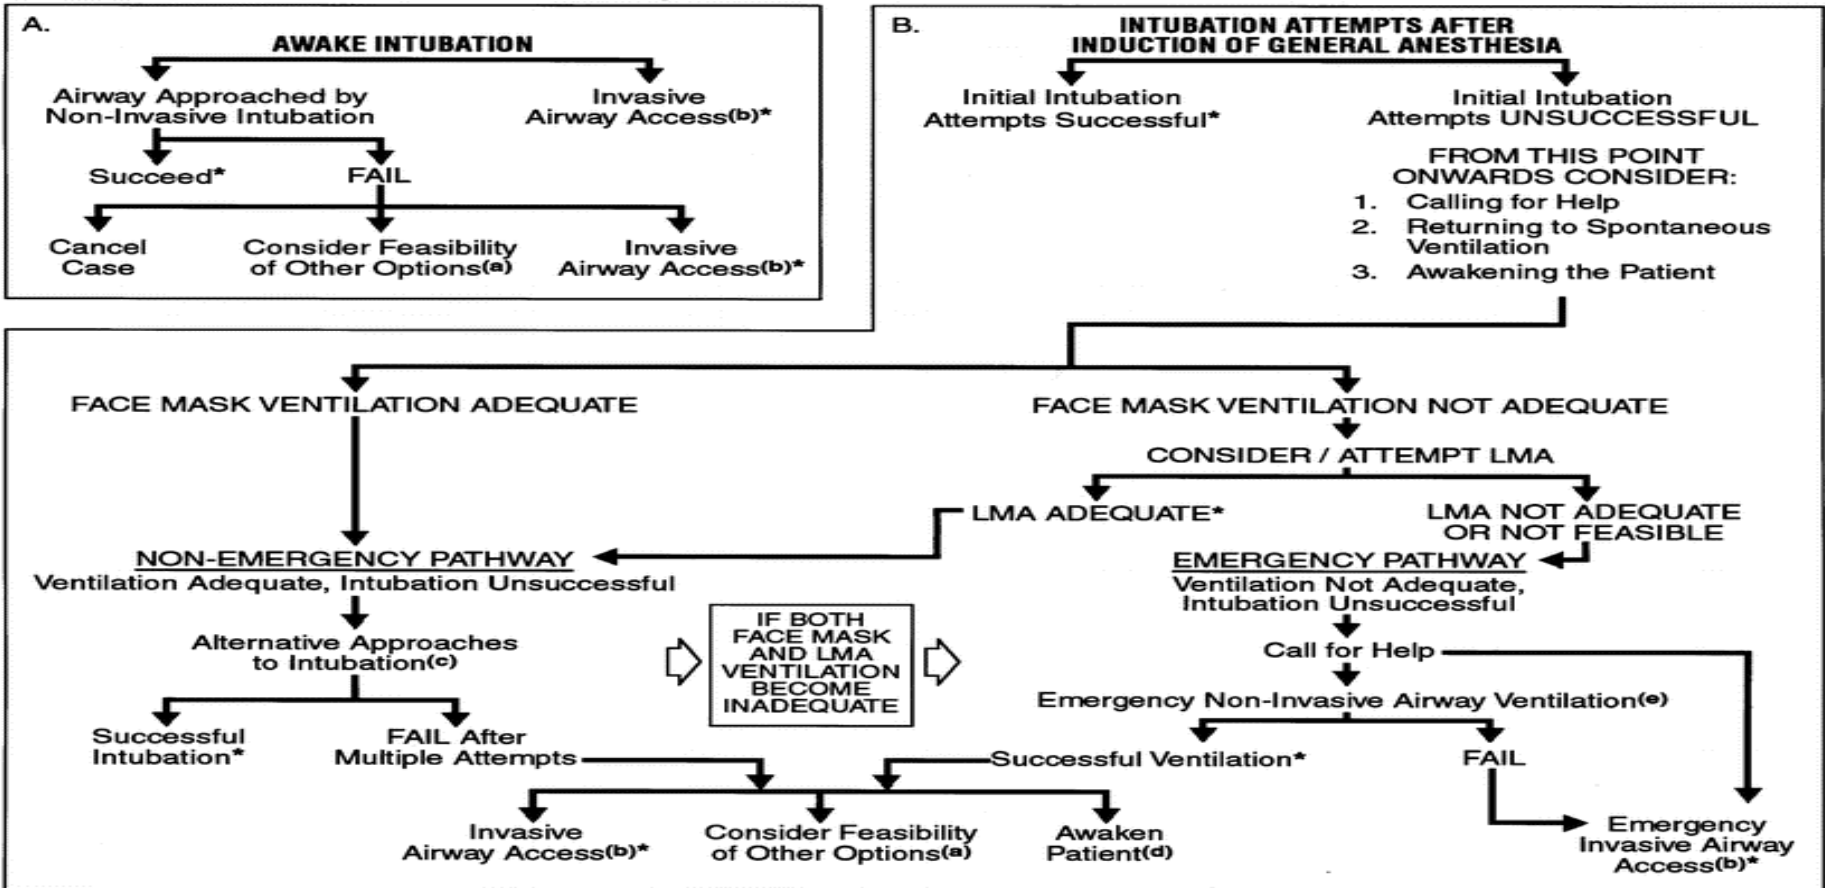 A.
AWAKE INTUBATION
Airway Approached by
Non-Invasive Intubation
Invasive
Airway Access(b)*
Succeed*
FAIL
Cancel
Case
Consider Feasibility
of Other Options(a)
Invasive
Airway Access(b)*
B.
INTUBATION ATTEMPTS AFTER
INDUCTION OF GENERAL ANESTHESIA
Initial Intubation
Attempts Successful*
Initial Intubation
Attempts UNSUCCESSFUL
FROM THIS POINT
ONWARDS CONSIDER:
1. Calling for Help
2. Returning to Spontaneous
Ventilation
3. Awakening the Patient
FACE MASK VENTILATION ADEQUATE
FACE MASK VENTILATION NOT ADEQUATE
CONSIDER / ATTEMPT LMA
LMA ADEQUATE*
LMA NOT ADEQUATE
OR NOT FEASIBLE
NON-EMERGENCY PATHWAY
Ventilation Adequate, Intubation Unsuccessful
EMERGENCY PATHWAY
Ventilation Not Adequate,
Intubation Unsuccessful
Alternative Approaches
to Intubation(c)
IF BOTH
FACE MASK
AND LMA
VENTILATION
BECOME
INADEQUATE
Call for Help
Emergency Non-Invasive Airway Ventilation(e)
Successful
Intubation*
FAIL After
Multiple Attempts
Successful Ventilation*
FAIL
Invasive
Airway Access(b)*
Consider Feasibility
of Other Options(a)
Awaken
Patient(d)
Emergency
Invasive Airway
Access(b)*